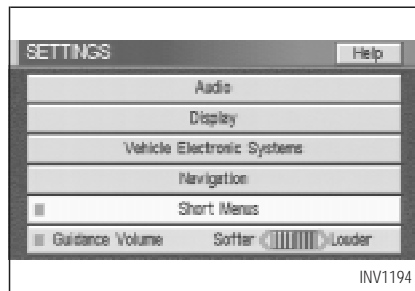 SETTINGS Help
Audio
Display
Vehicle Electronic Systems
Navigation
Short Menus
Guidance Volume Softer Louder
INV1194